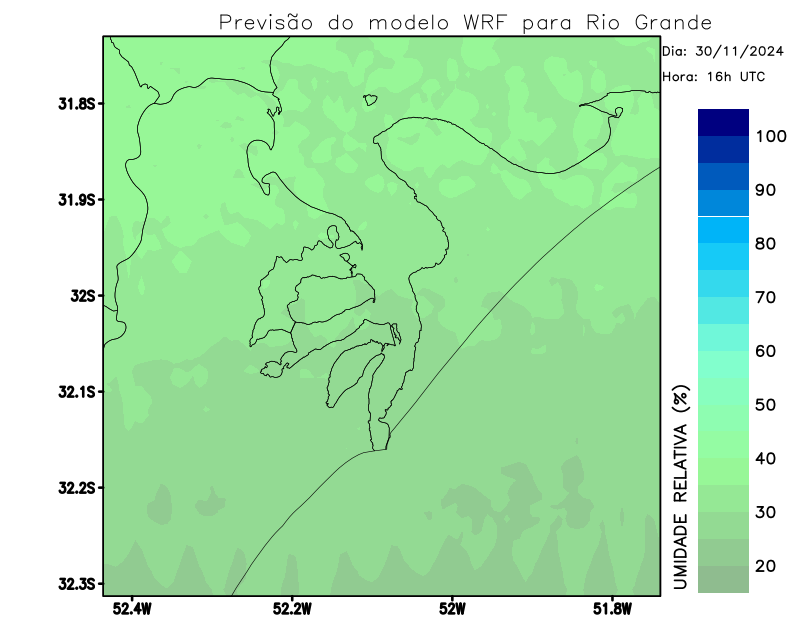 Previsão do modelo WRF para Rio Grande
Dia: 30/11/2024
Hora: 16h UTC
31.8S
31.9S
32S
32.1S
32.2S
32.3S
52.4W
52.2W
52W
51.8W
100
90
80
70
60
50
40
30
20
UMIDADE RELATIVA (%)